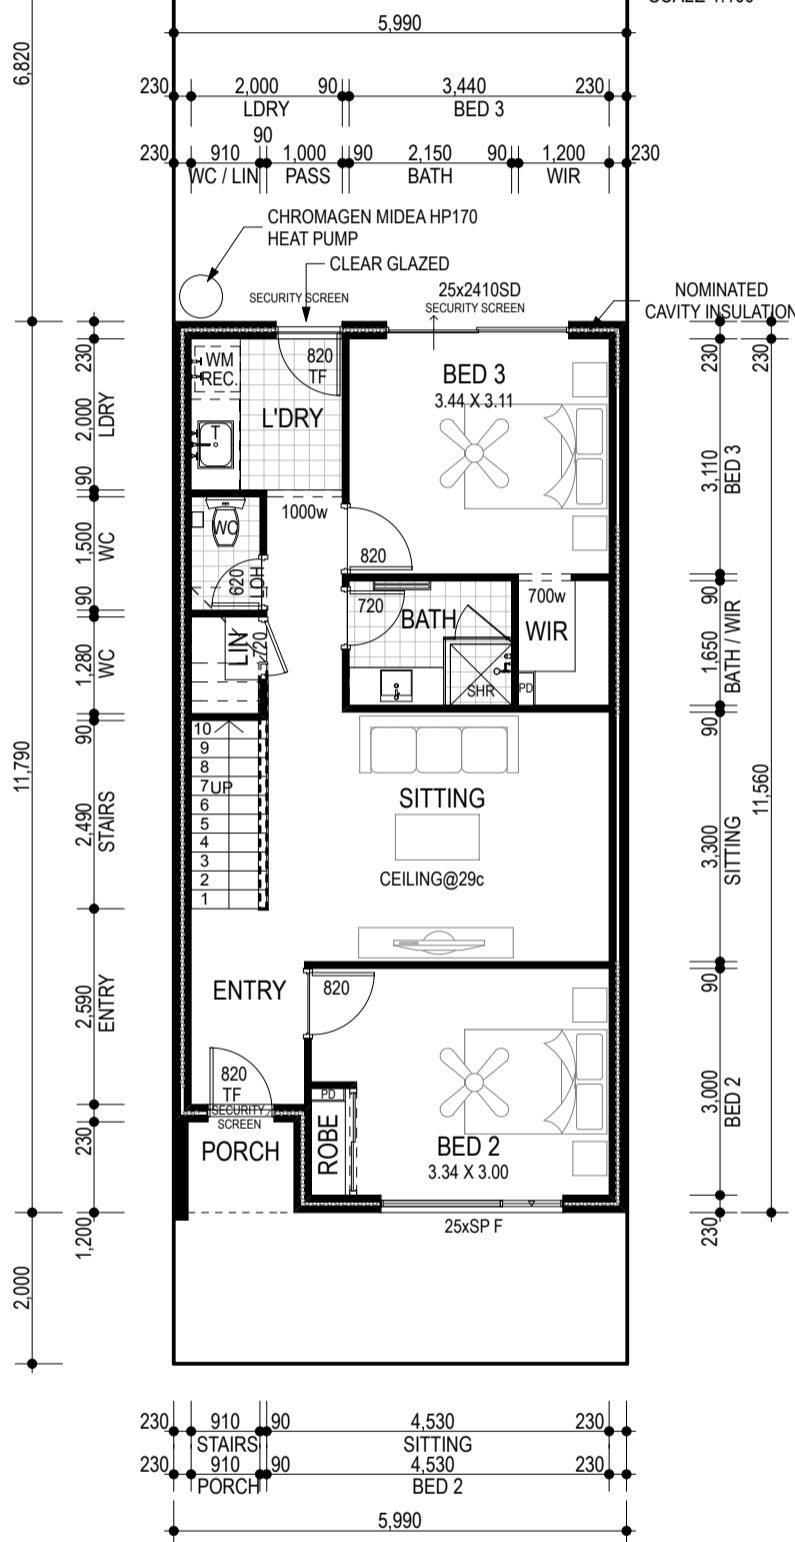 5,990
6,820
230 2,000 90 3,440 230
LDRY BED 3
90
230 910 1,000 90 2,150 90 1,200 230
WC / LIN PASS BATH WIR
CHROMAGEN MIDEA HP170
HEAT PUMP
CLEAR GLAZED
SECURITY SCREEN
25x2410SD
SECURITY SCREEN
NOMINATED
CAVITY INSULATION
230
2,000
LDRY
90
1,500
WC
90
1,280
WC
90
2,490
STAIRS
2,590
ENTRY
230
1,200
11,790
2,000
WM
REC.
820
TF
T
L'DRY
BED 3
3.44 X 3.11
1000w
WC
620
LOH
820
720
BATH
700w
WIR
LIN
720
SHR
PD
10
9
8
7 UP
6
5
4
3
2
1
SITTING
CEILING@29c
ENTRY
820
820
TF
SECURITY
SCREEN
PORCH
PD
ROBE
BED 2
3.34 X 3.00
25xSP F
230
3,110
BED 3
90
1,650
BATH / WIR
90
3,300
SITTING
90
3,000
BED 2
230
230
11,560
230 910 90 4,530 230
STAIRS SITTING
230 910 90 4,530 230
PORCH BED 2
5,990